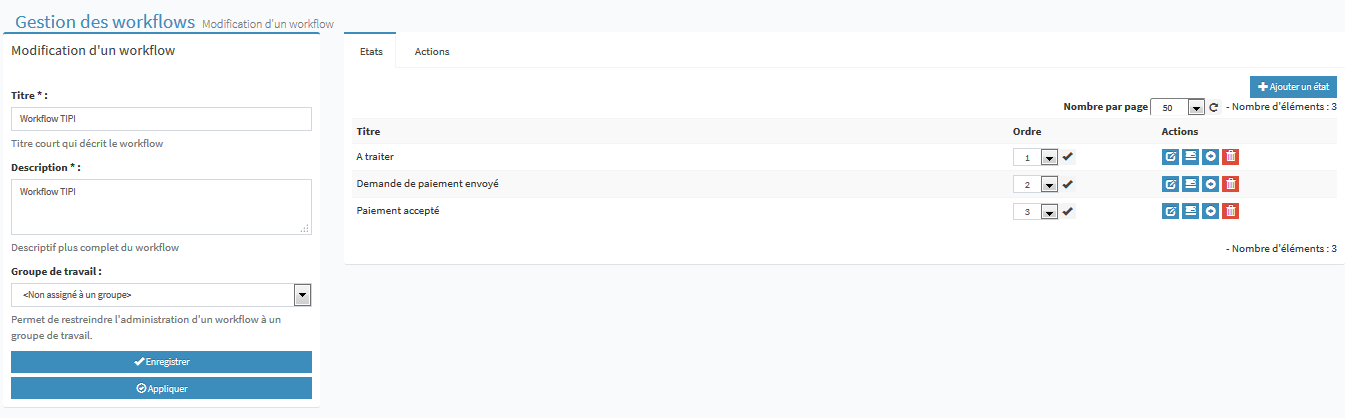 Gestion des workflows Modification d'un workflow
Modification d'un workflow
Titre * :
Workflow TIPI
Titre court qui décrit le workflow
Description * :
Workflow TIPI
Descriptif plus complet du workflow
Groupe de travail :
<Non assigné à un groupe>
Permet de restreindre l'administration d'un workflow à un
groupe de travail.
Enregistrer
Appliquer
Etats Actions
Ajouter un état
Nombre par page 50 - Nombre d'éléments : 3
Titre Ordre Actions
A traiter 1
Demande de paiement envoyé 2
Paiement accepté 3
- Nombre d'éléments : 3